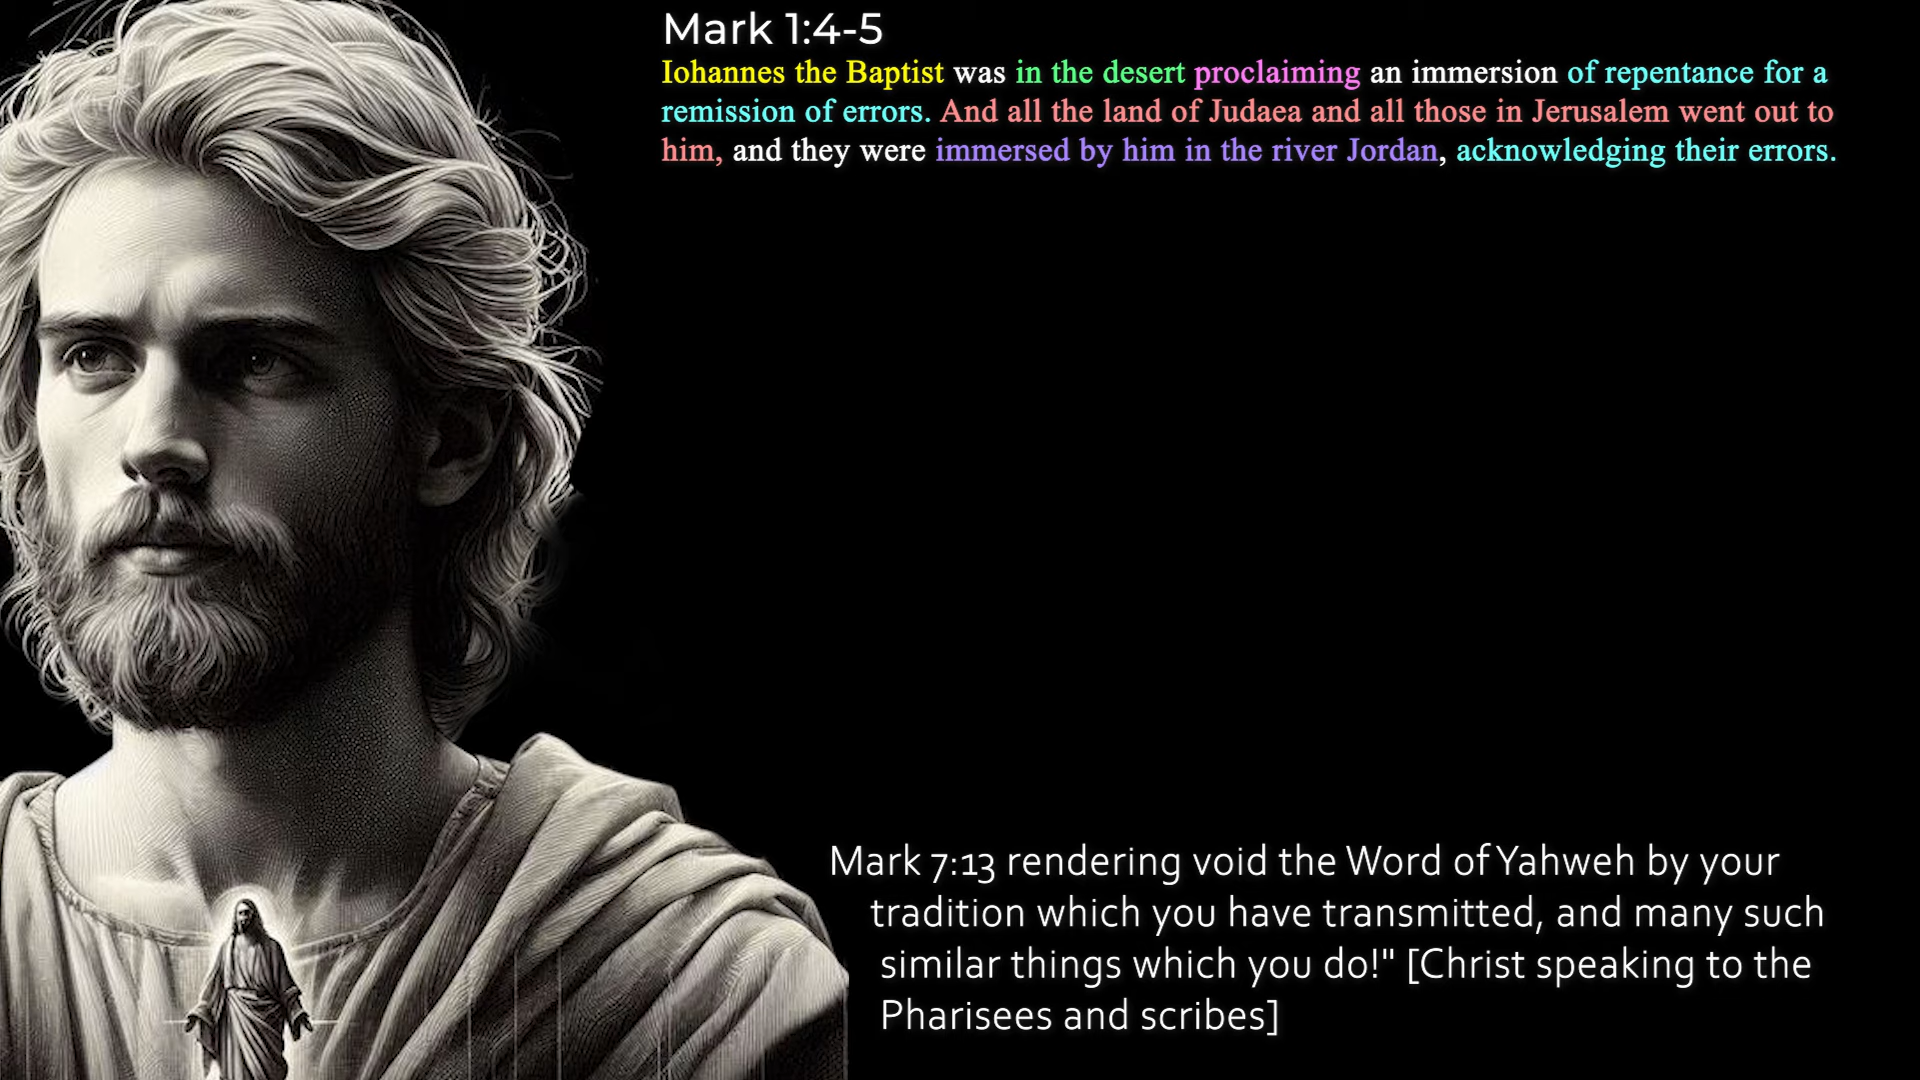 Mark 1:4-5
Iohannes the Baptist was in the desert proclaiming an immersion of repentance for a
remission of errors. And all the land of Judaea and all those in Jerusalem went out to
him, and they were immersed by him in the river Jordan, acknowledging their errors.
Mark 7:13 rendering void the Word of Yahweh by your
tradition which you have transmitted, and many such
similar things which you do!" [Christ speaking to the
Pharisees and scribes]